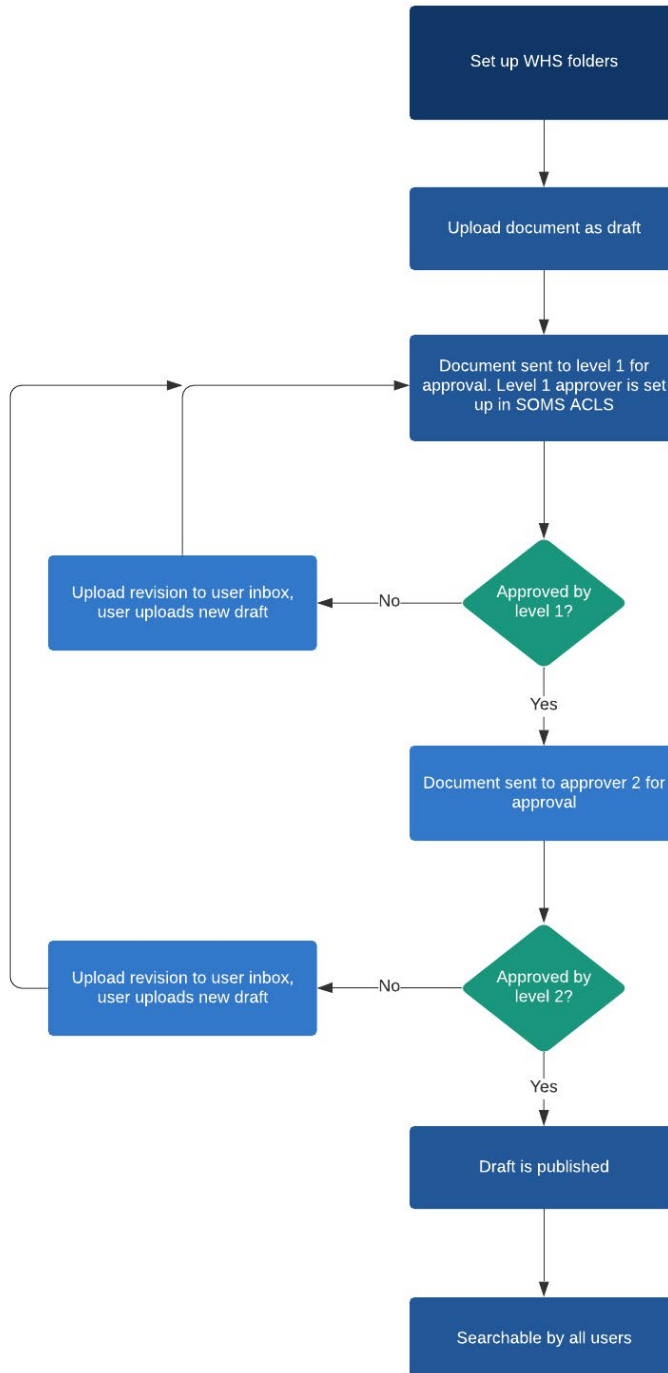 Set up WHS folders
Upload document as draft
Document sent to level 1 for
approval. Level 1 approver is set
up in SOMS ACLS
Approved by
level 1?
No
Upload revision to user inbox,
user uploads new draft
Yes
Document sent to approver 2 for
approval
Approved by
level 2?
No
Upload revision to user inbox,
user uploads new draft
Yes
Draft is published
Searchable by all users